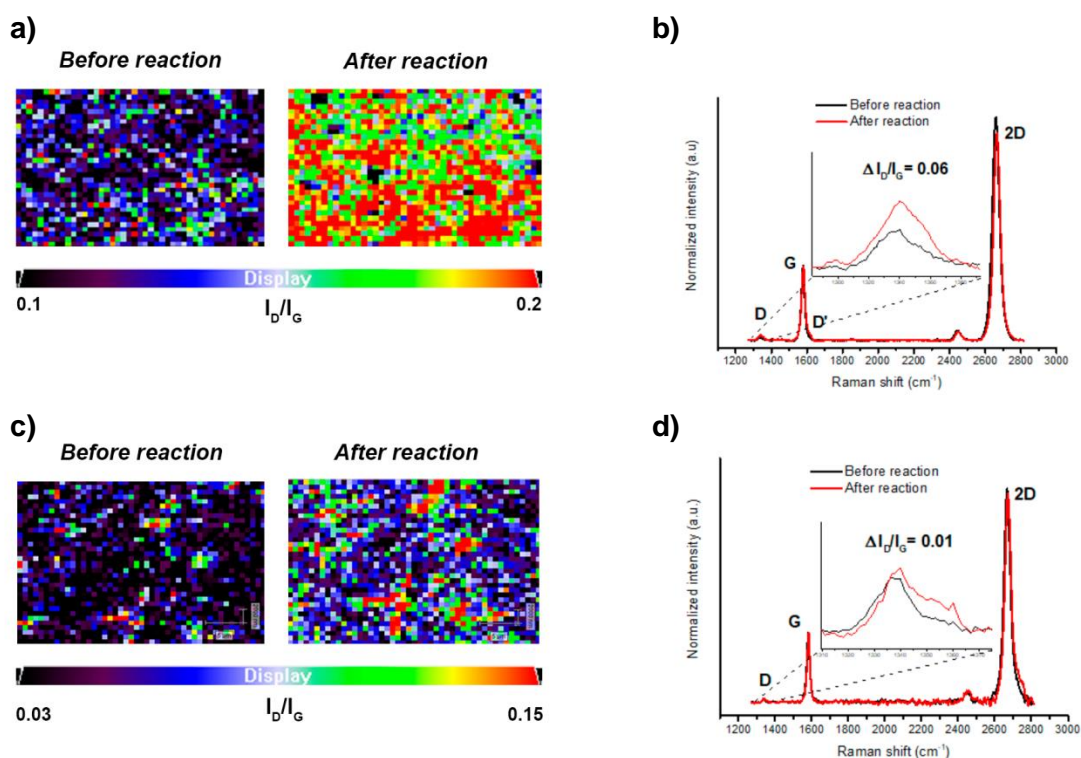 a)
Before reaction
After reaction
Display
0.1
I_D/I_G
0.2
b)
Before reaction
After reaction
Δ I_D/I_G = 0.06
2D
G
D
D'
Normalized intensity (a.u)
1200 1400 1600 1800 2000 2200 2400 2600 2800 3000
Raman shift (cm⁻¹)
c)
Before reaction
After reaction
Display
0.03
I_D/I_G
0.15
d)
Before reaction
After reaction
Δ I_D/I_G = 0.01
2D
G
D
Normalized intensity (a.u.)
1200 1400 1600 1800 2000 2200 2400 2600 2800 3000
Raman shift (cm⁻¹)